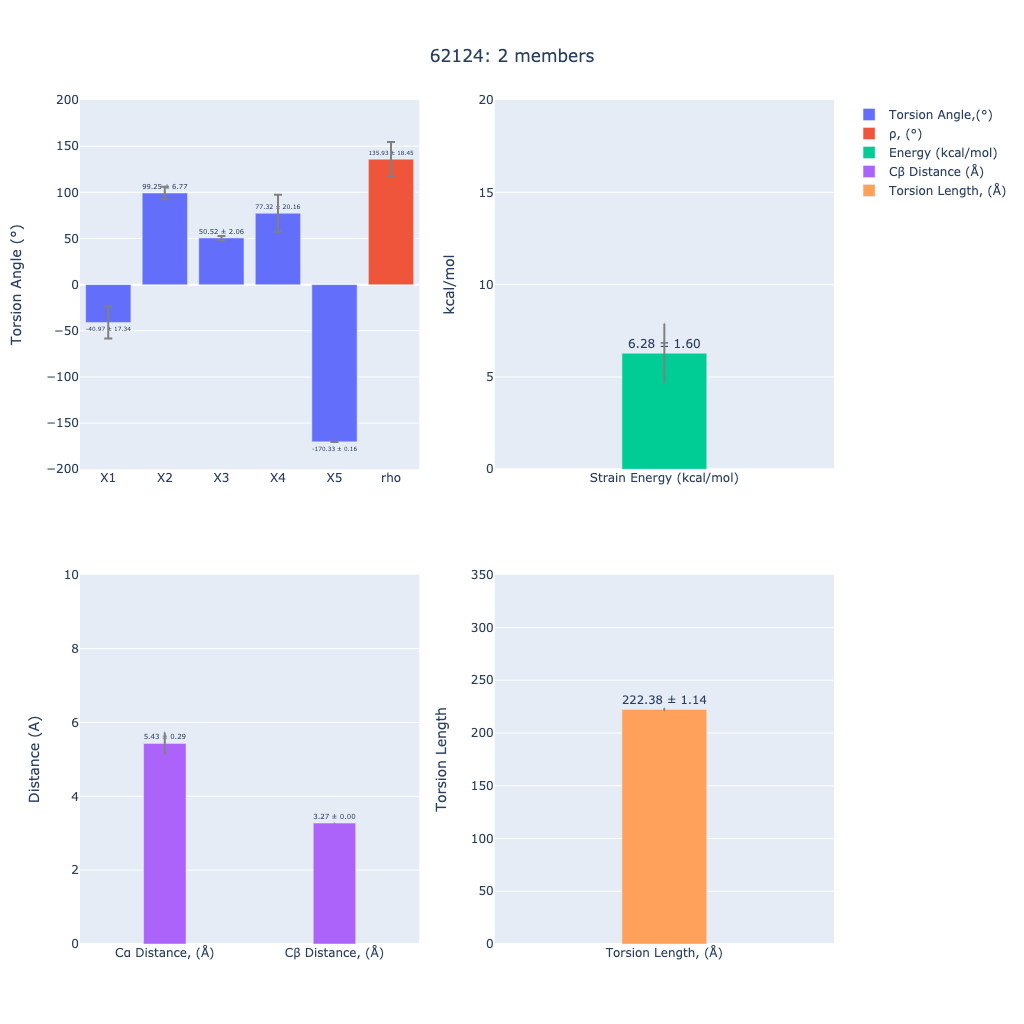 62124: 2 members
Torsion Angle (°)
200
150
100
50
0
−50
−100
−150
−200
-40.97 ± 17.34
99.25 ± 6.77
50.52 ± 2.06
77.32 ± 20.16
-170.33 ± 0.16
135.93 ± 18.45
X1 X2 X3 X4 X5 rho
kcal/mol
20
15
10
5
0
6.28 ± 1.60
Strain Energy (kcal/mol)
Torsion Angle,(°)
ρ, (°)
Energy (kcal/mol)
Cβ Distance (Å)
Torsion Length, (Å)
Distance (A)
10
8
6
4
2
0
5.43 ± 0.29
3.27 ± 0.00
Cα Distance, (Å) Cβ Distance, (Å)
Torsion Length
350
300
250
200
150
100
50
0
222.38 ± 1.14
Torsion Length, (Å)